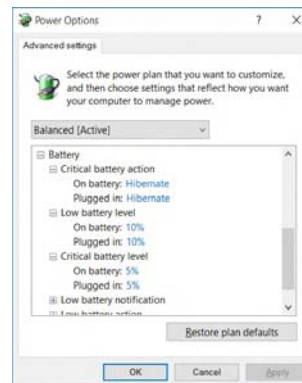 Power Options
Advanced settings
Select the power plan that you want to customize,
and then choose settings that reflect how you want
your computer to manage power.
Balanced [Active]
Battery
Critical battery action
On battery: Hibernate
Plugged in: Hibernate
Low battery level
On battery: 10%
Plugged in: 10%
Critical battery level
On battery: 5%
Plugged in: 5%
Low battery notification
Low battery action
Restore plan defaults
OK
Cancel
Apply